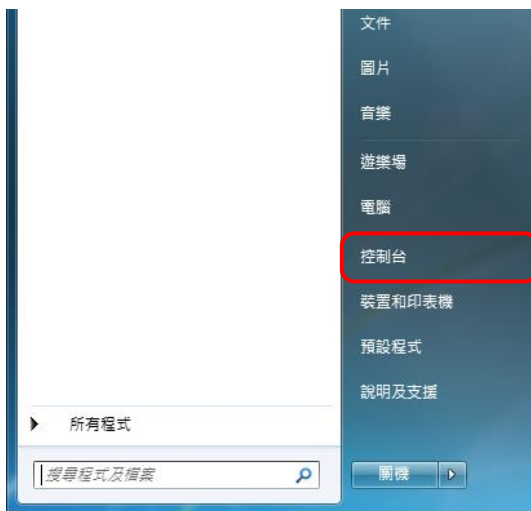 文件
圖片
音樂
遊樂場
電腦
控制台
裝置和印表機
預設程式
說明及支援
所有程式
搜尋程式及檔案
關機